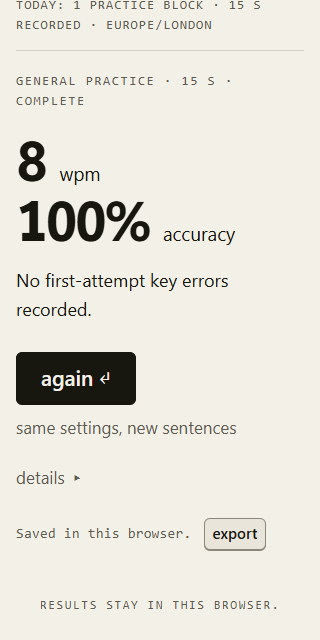 TODAY: 1 PRACTICE BLOCK · 15 S
RECORDED · EUROPE/LONDON
GENERAL PRACTICE · 15 S ·
COMPLETE
8 wpm
100% accuracy
No first-attempt key errors
recorded.
again ↵
same settings, new sentences
details ▸
Saved in this browser. export
RESULTS STAY IN THIS BROWSER.